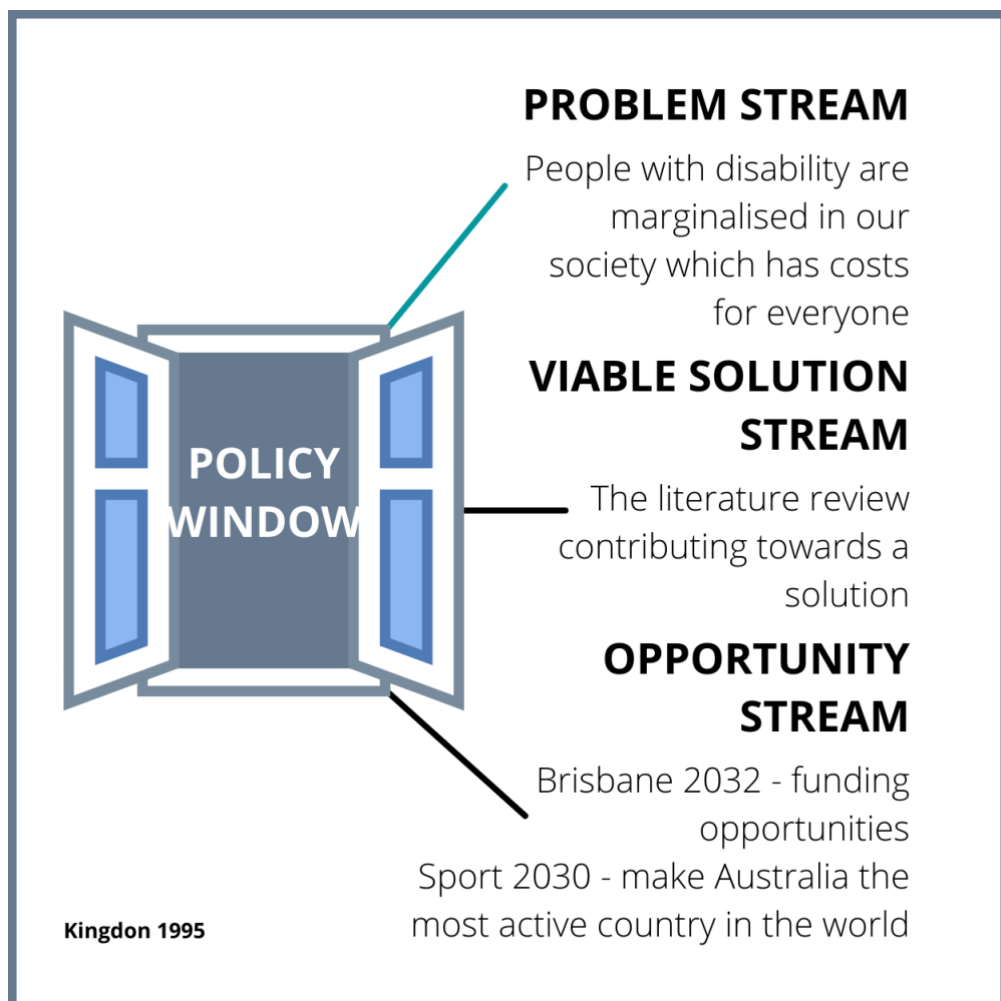 PROBLEM STREAM
People with disability are
marginalised in our
society which has costs
for everyone
VIABLE SOLUTION
STREAM
POLICY
WINDOW
The literature review
contributing towards a
solution
OPPORTUNITY
STREAM
Brisbane 2032 - funding
opportunities
Sport 2030 - make Australia the
most active country in the world
Kingdon 1995